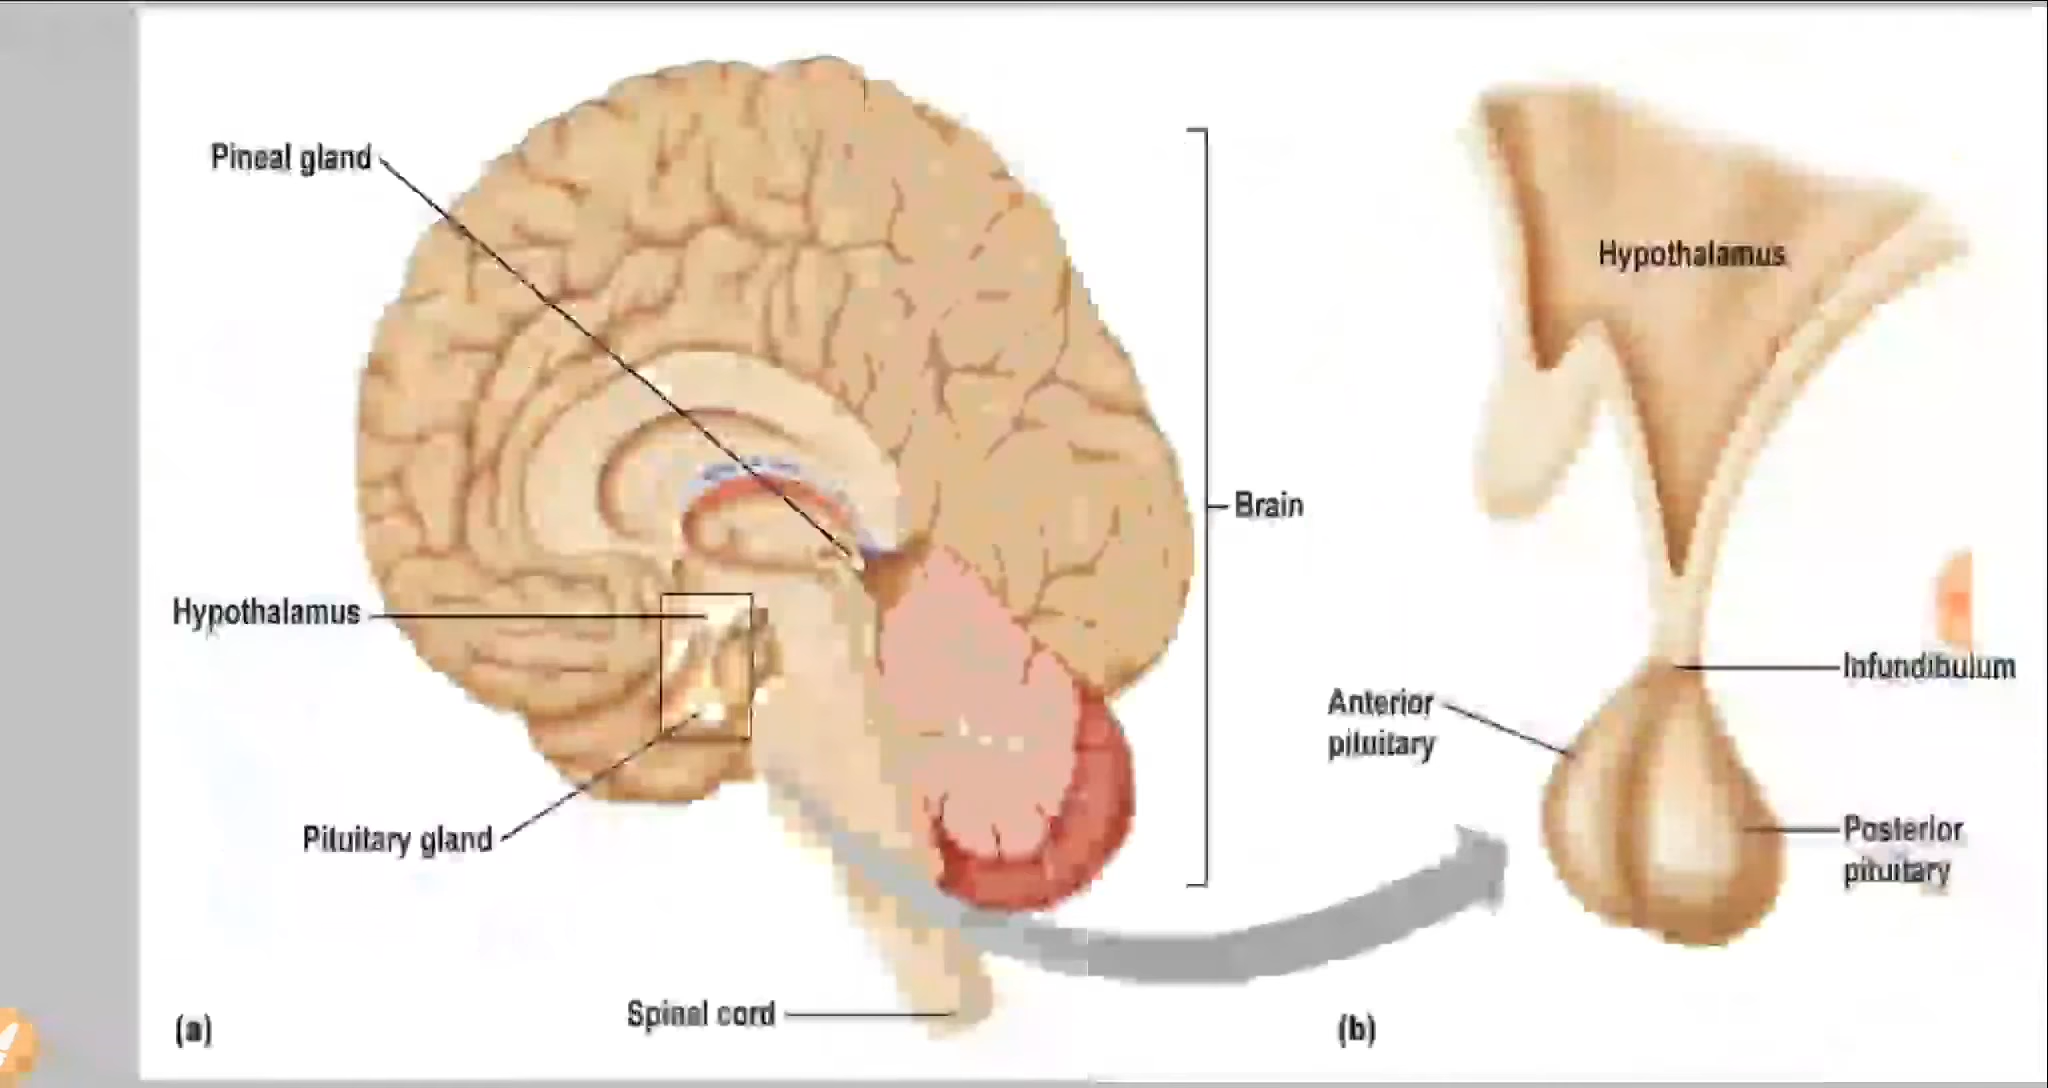 Pineal gland
Hypothalamus
Pituitary gland
Spinal cord
Brain
(a)
Hypothalamus
Infundibulum
Anterior
pituitary
Posterior
pituitary
(b)